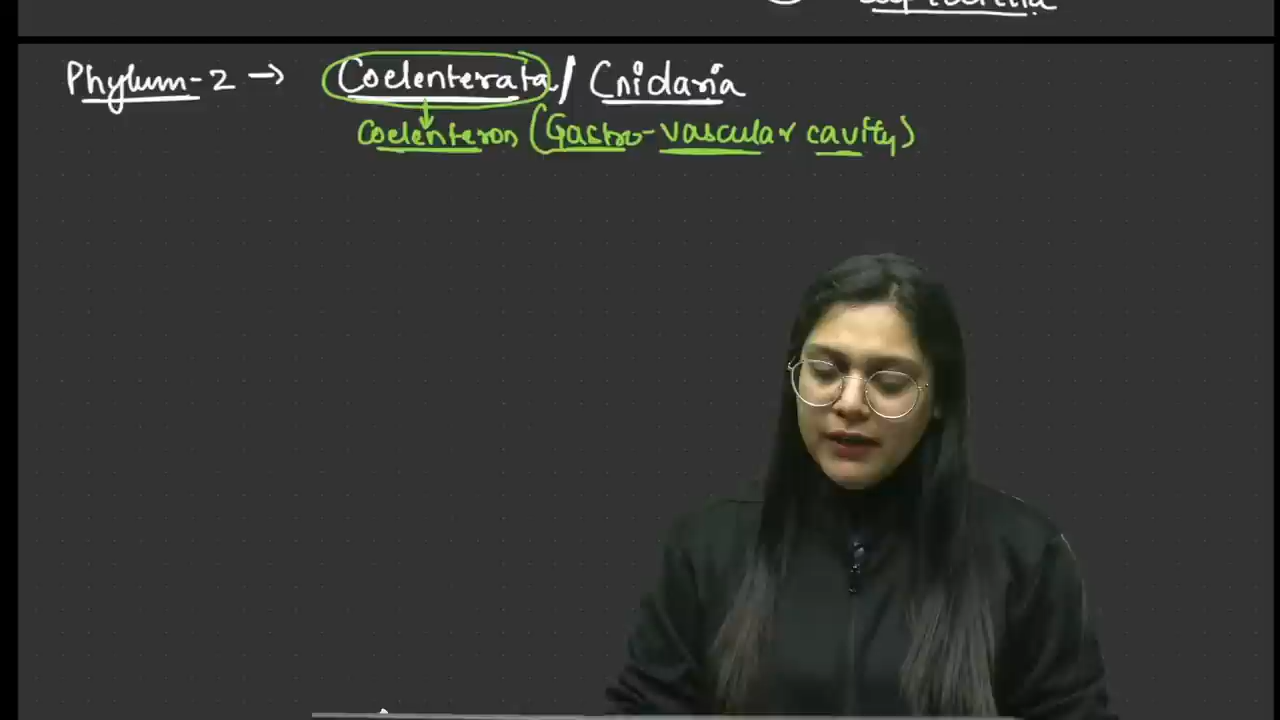 Phylum-2 → Coelenterata / Cnidaria
Coelenteron (Gastro-vascular cavity)